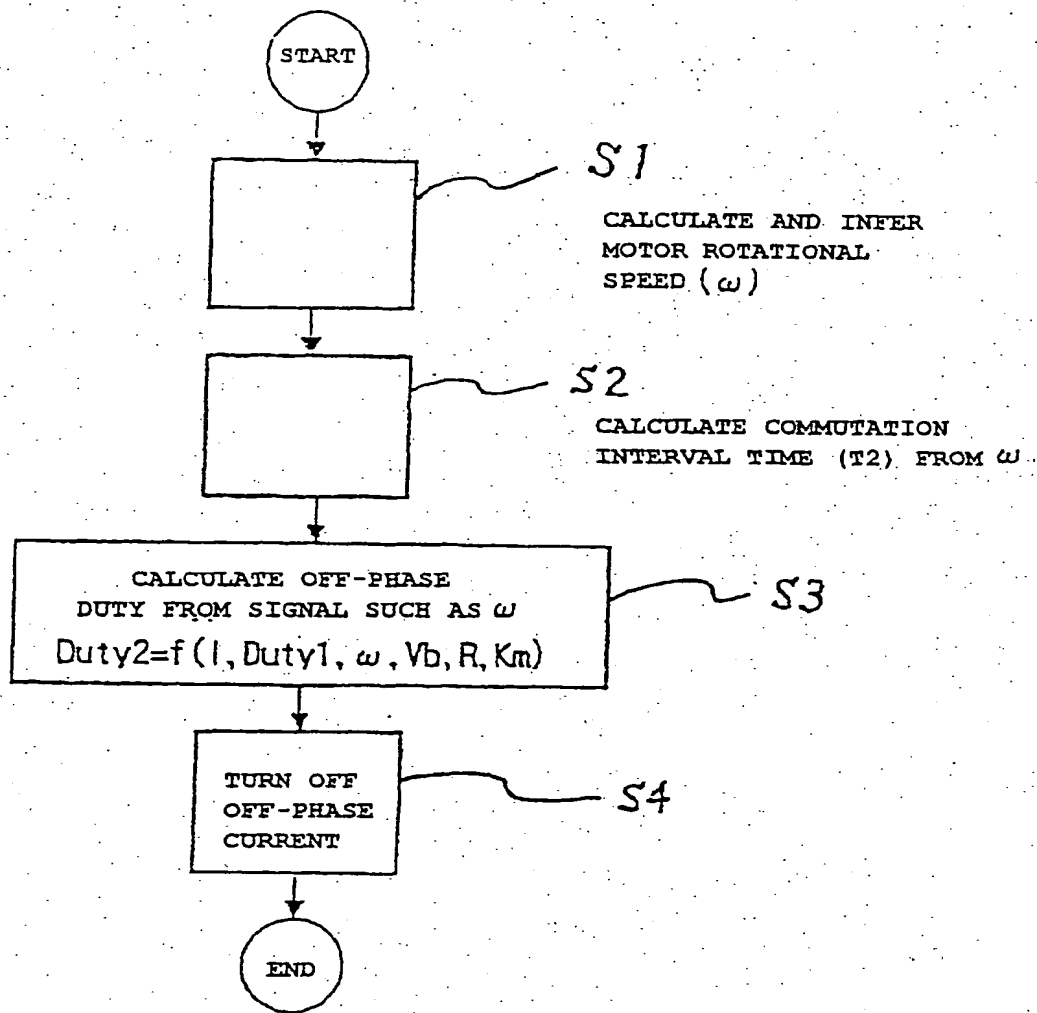 START
S1
CALCULATE AND INFER
MOTOR ROTATIONAL
SPEED (ω)
S2
CALCULATE COMMUTATION
INTERVAL TIME (T2) FROM ω
CALCULATE OFF-PHASE
DUTY FROM SIGNAL SUCH AS ω
Duty2=f(I,Duty1,ω,Vb,R,Km)
S3
TURN OFF
OFF-PHASE
CURRENT
S4
END